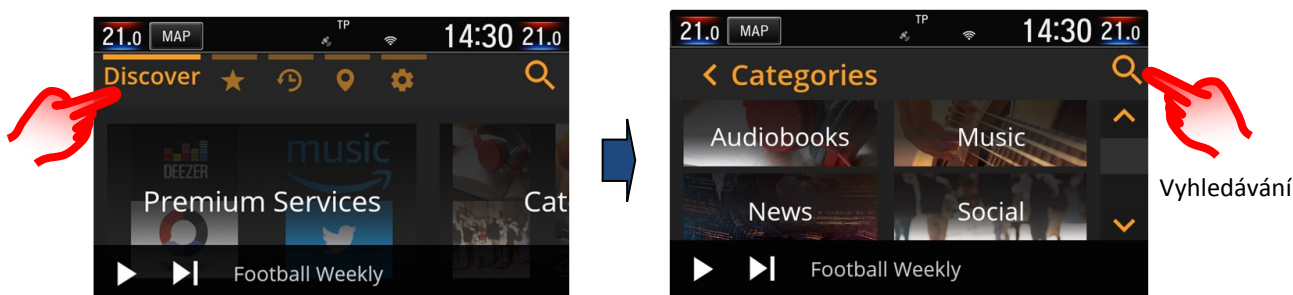 21.0 MAP TP 14:30 21.0
Discover
DEEZER
music
Premium Services
Cat
Football Weekly
21.0 MAP TP 14:30 21.0
Categories
Audiobooks Music
News Social
Football Weekly
Vyhledávání